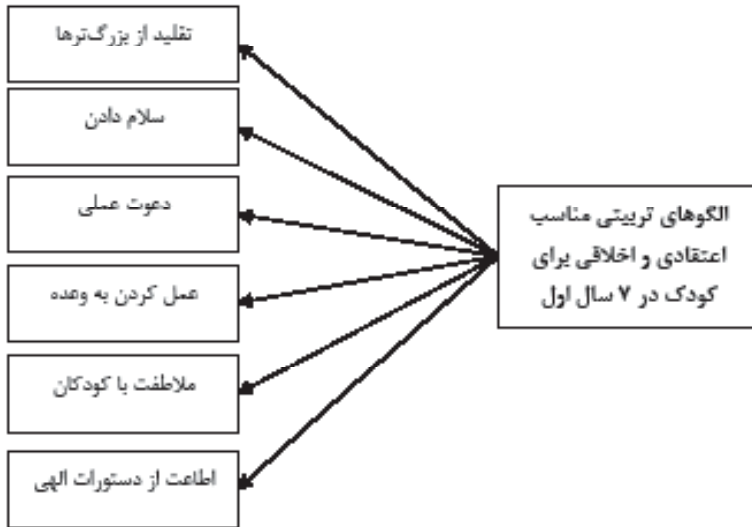 الگوهای تربیتی مناسب
اعتقادی و اخلاقی برای
کودک در ۷ سال اول
تقلید از بزرگ‌ترها
سلام دادن
دعوت عملی
عمل کردن به وعده
ملاطفت با کودکان
اطاعت از دستورات الهی